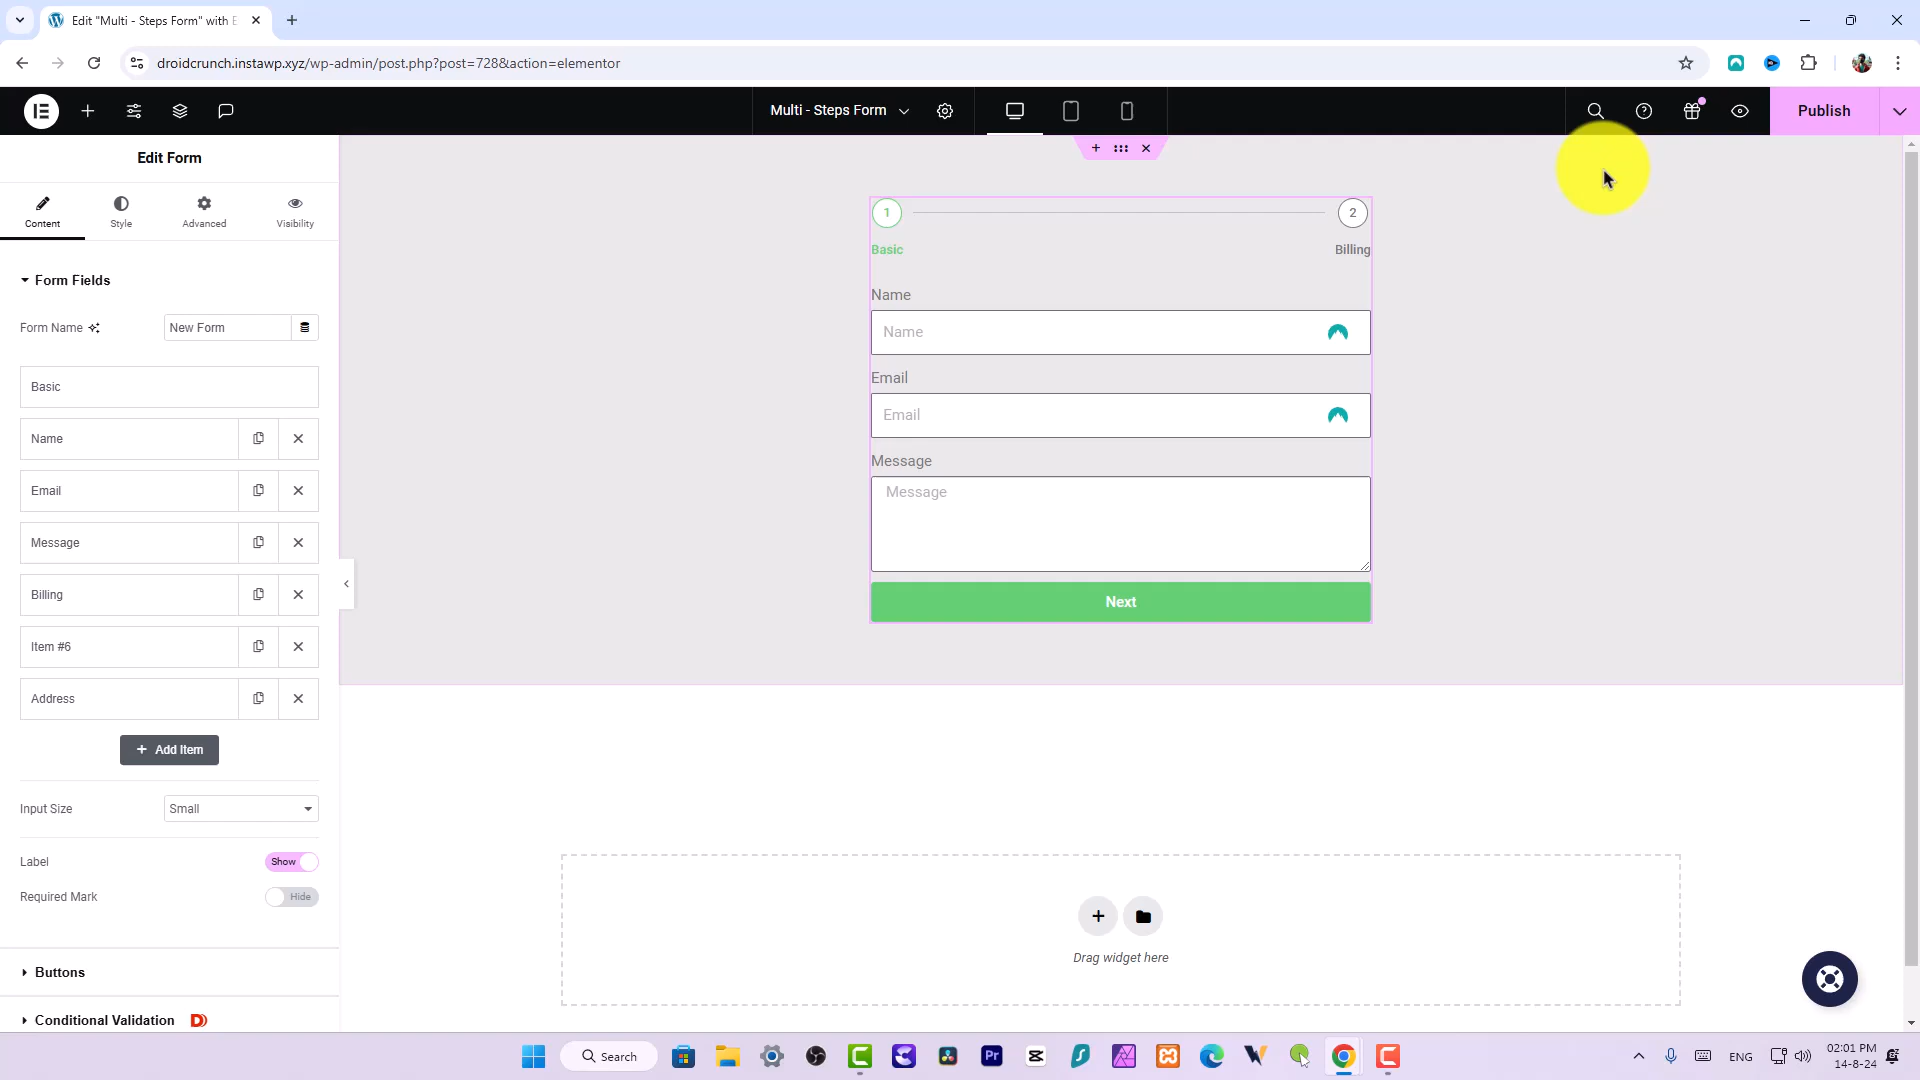 Edit "Multi - Steps Form" with E
droidcrunch.instawp.xyz/wp-admin/post.php?post=728&action=elementor
Multi - Steps Form
Publish
Edit Form
Content
Style
Advanced
Visibility
Form Fields
Form Name
New Form
Basic
Name
Email
Message
Billing
Item #6
Address
+ Add Item
Input Size
Small
Label
Show
Required Mark
Hide
Buttons
Conditional Validation
1
2
Basic
Billing
Name
Name
Email
Email
Message
Message
Next
Drag widget here
Search
Pr
ENG
02:01 PM
14-8-24